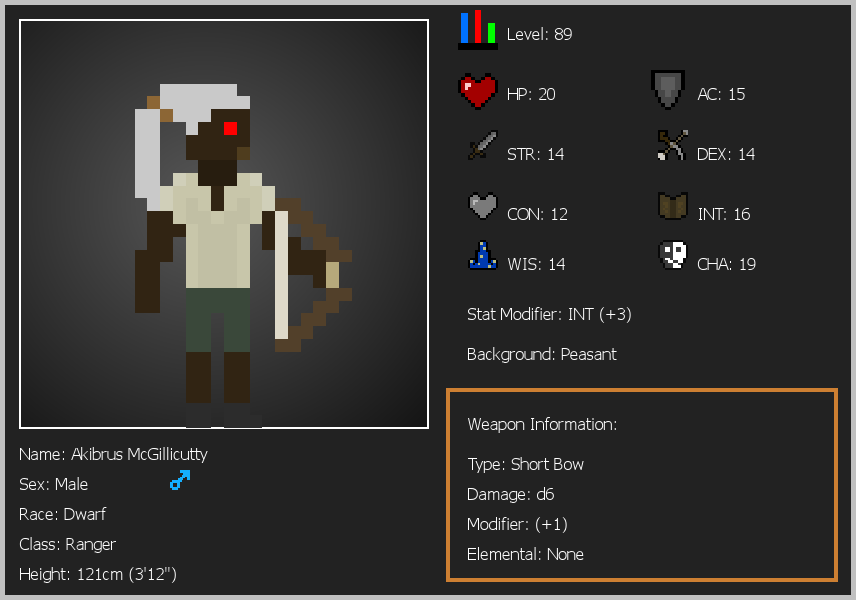 Level: 89
HP: 20
AC: 15
STR: 14
DEX: 14
CON: 12
INT: 16
WIS: 14
CHA: 19
Stat Modifier: INT (+3)
Background: Peasant
Weapon Information:
Type: Short Bow
Damage: d6
Modifier: (+1)
Elemental: None
Name: Akibrus McGillicutty
Sex: Male
Race: Dwarf
Class: Ranger
Height: 121cm (3'12")